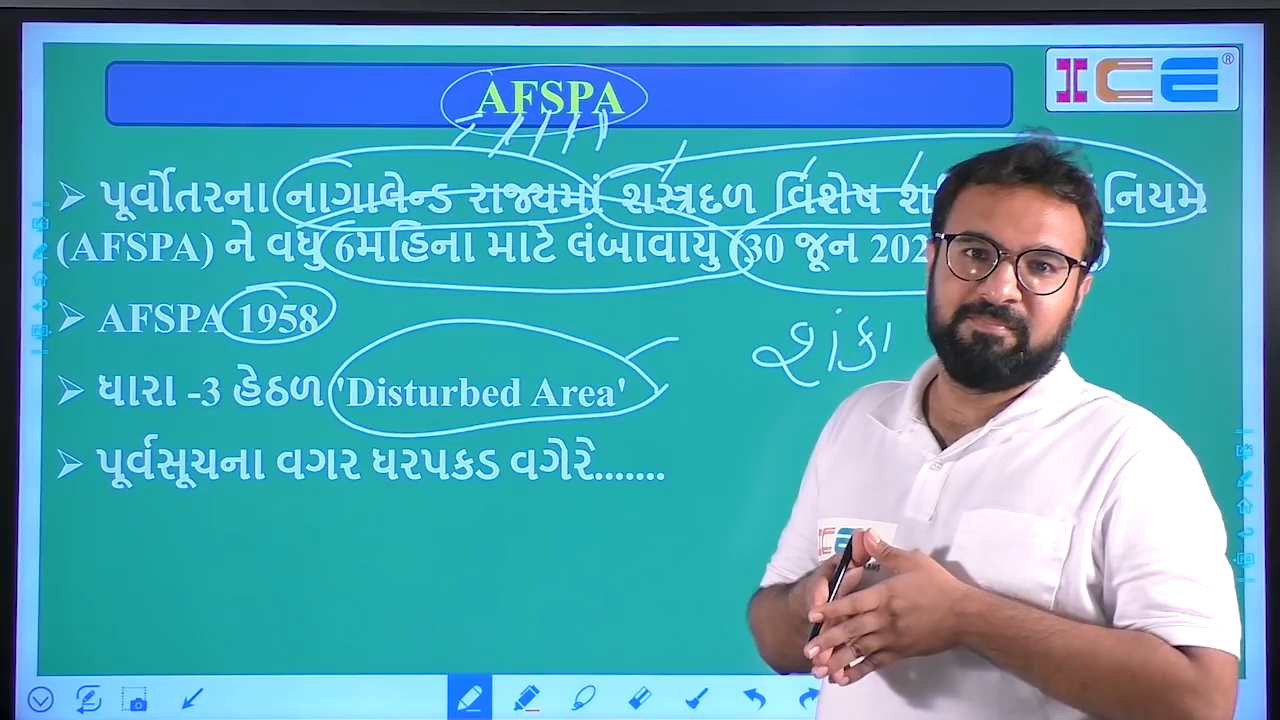 AFSPA
ICE®
➢ પૂર્વોતરના નાગાલેન્ડ રાજ્યમાં શસ્ત્રદળ વિશેષ નિયમ
(AFSPA) ને વધુ 6મહિના માટે લંબાવાયુ (30 જૂન
➢ AFSPA 1958
શંકા
➢ ધારા -3 હેઠળ 'Disturbed Area'
➢ પૂર્વસૂચના વગર ધરપકડ વગેરે.......